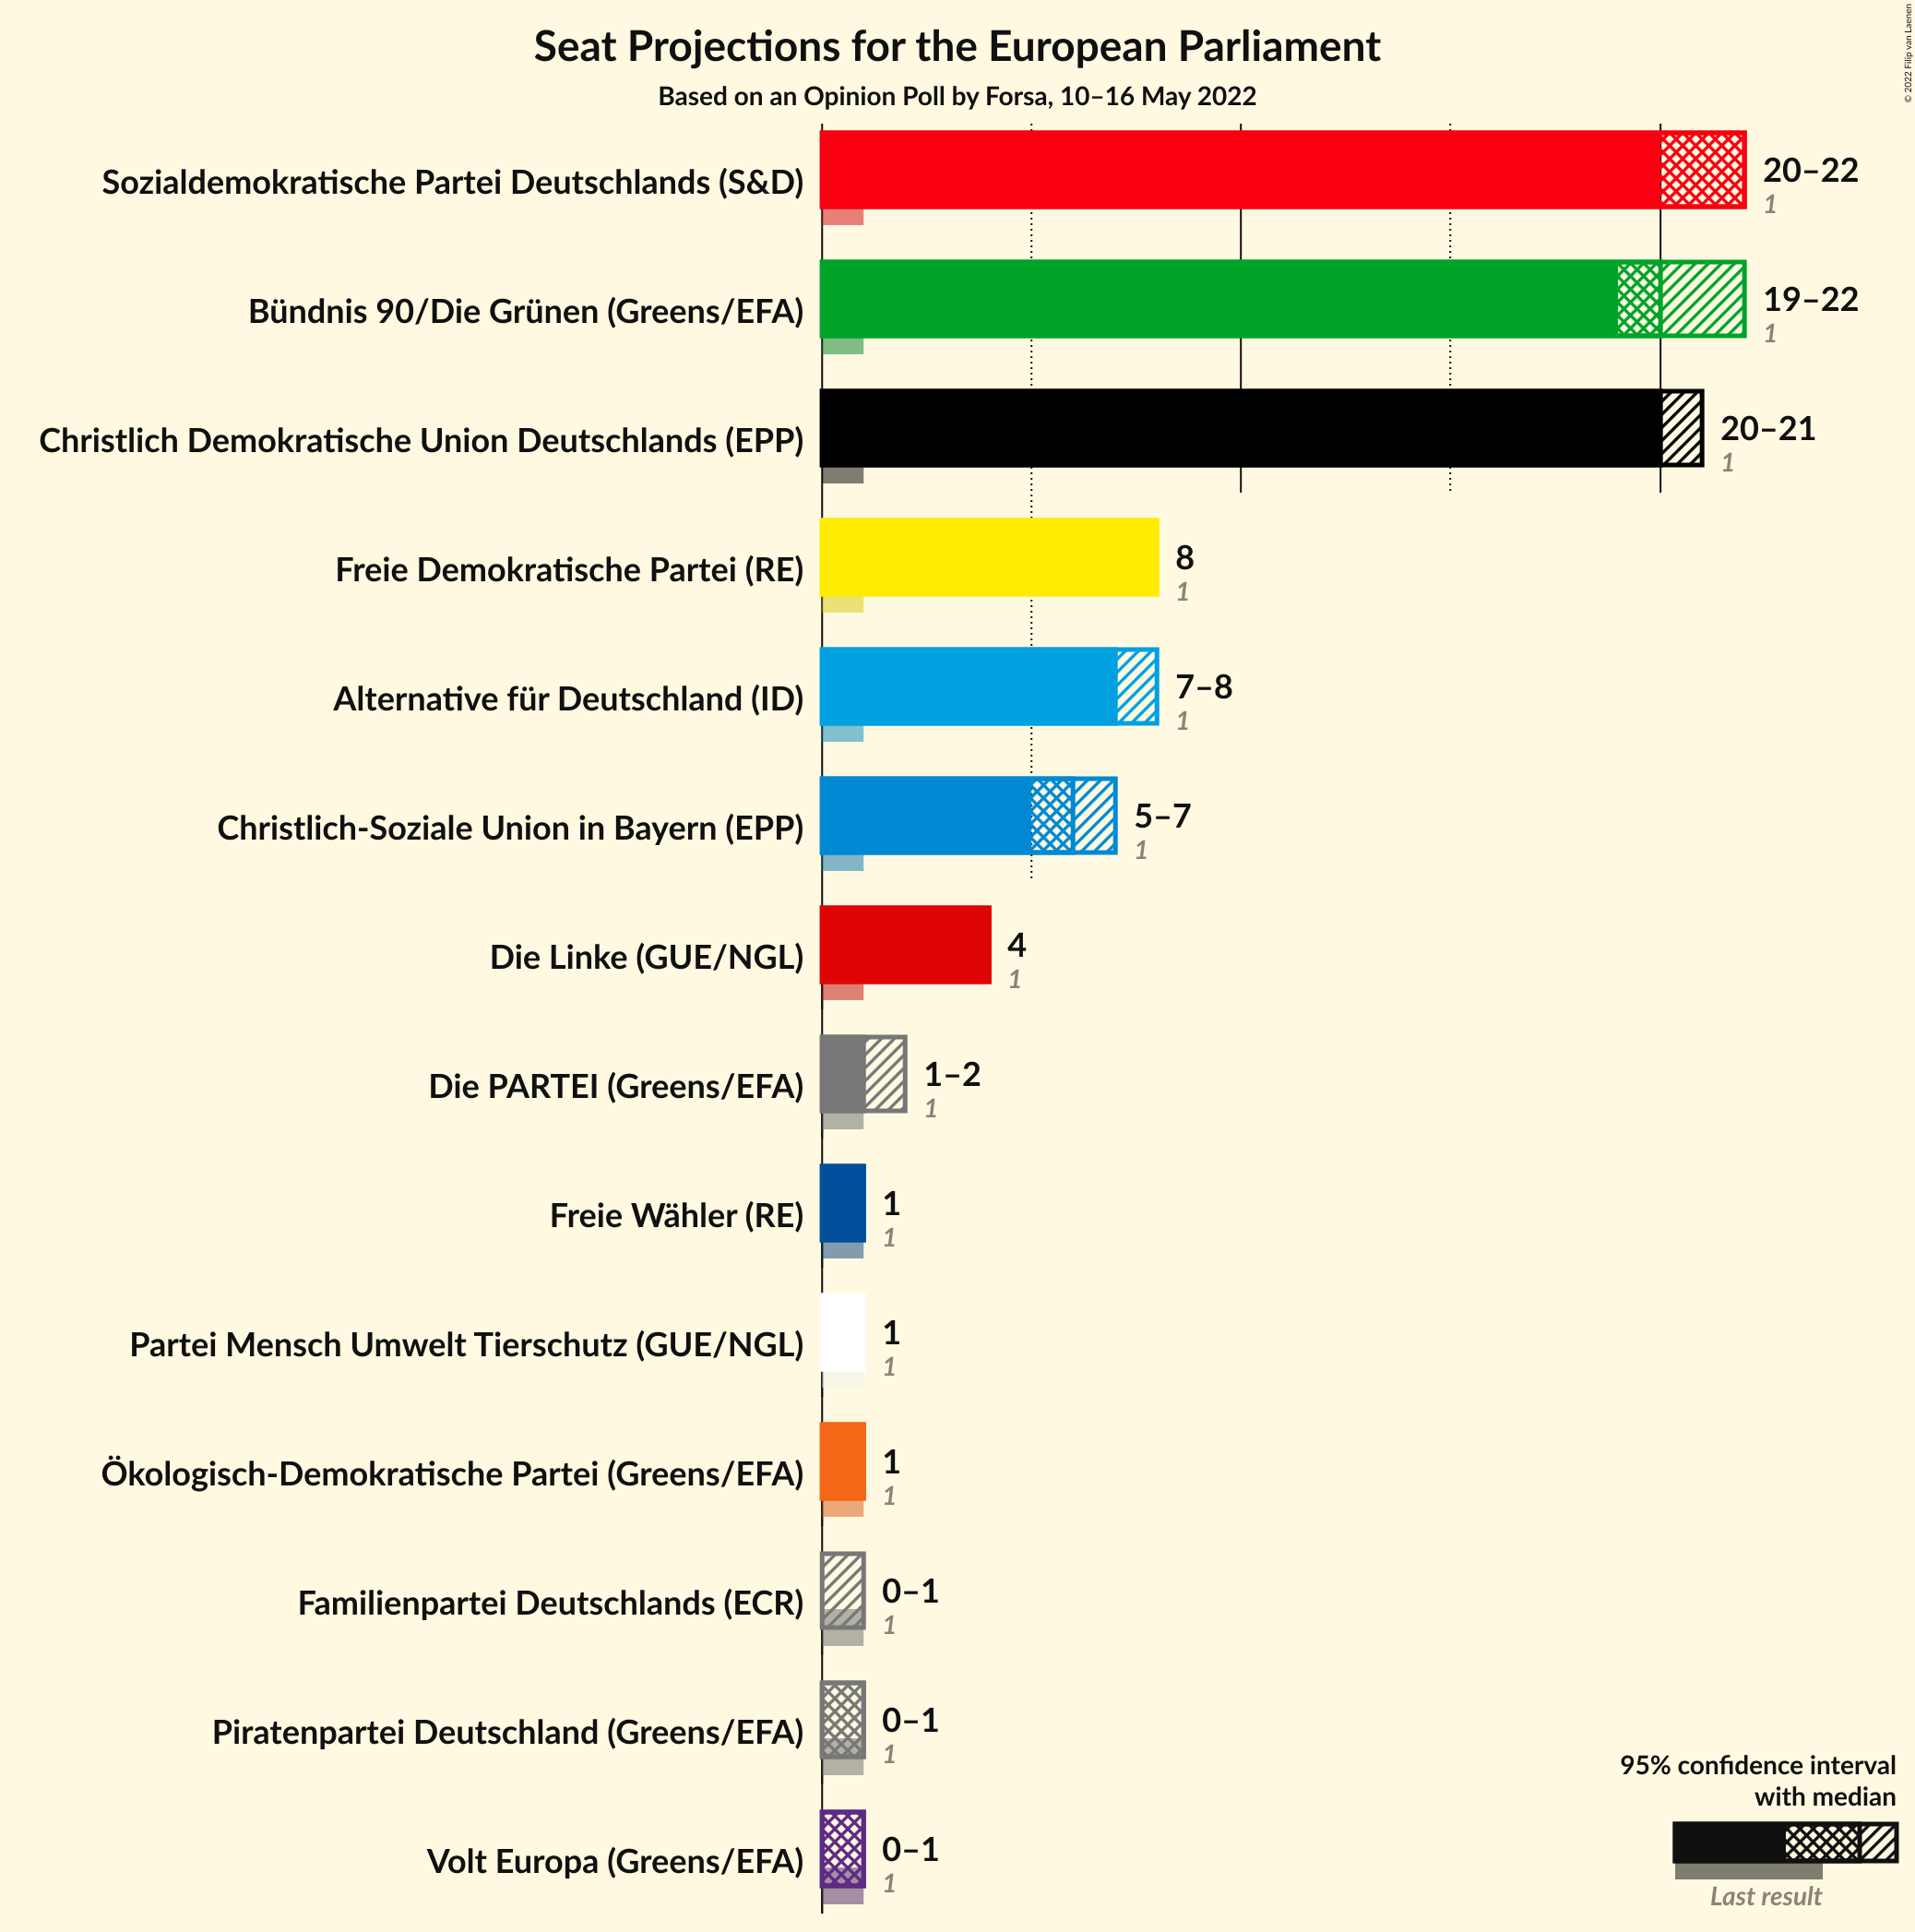 Seat Projections for the European Parliament
Based on an Opinion Poll by Forsa, 10–16 May 2022
© 2022 Filip van Laenen
Sozialdemokratische Partei Deutschlands (S&D)
20–22
1
Bündnis 90/Die Grünen (Greens/EFA)
19–22
1
Christlich Demokratische Union Deutschlands (EPP)
20–21
1
Freie Demokratische Partei (RE)
8
1
Alternative für Deutschland (ID)
7–8
1
Christlich-Soziale Union in Bayern (EPP)
5–7
1
Die Linke (GUE/NGL)
4
1
Die PARTEI (Greens/EFA)
1–2
1
Freie Wähler (RE)
1
1
Partei Mensch Umwelt Tierschutz (GUE/NGL)
1
1
Ökologisch-Demokratische Partei (Greens/EFA)
1
1
Familienpartei Deutschlands (ECR)
0–1
1
Piratenpartei Deutschland (Greens/EFA)
0–1
1
Volt Europa (Greens/EFA)
0–1
1
95% confidence interval
with median
Last result